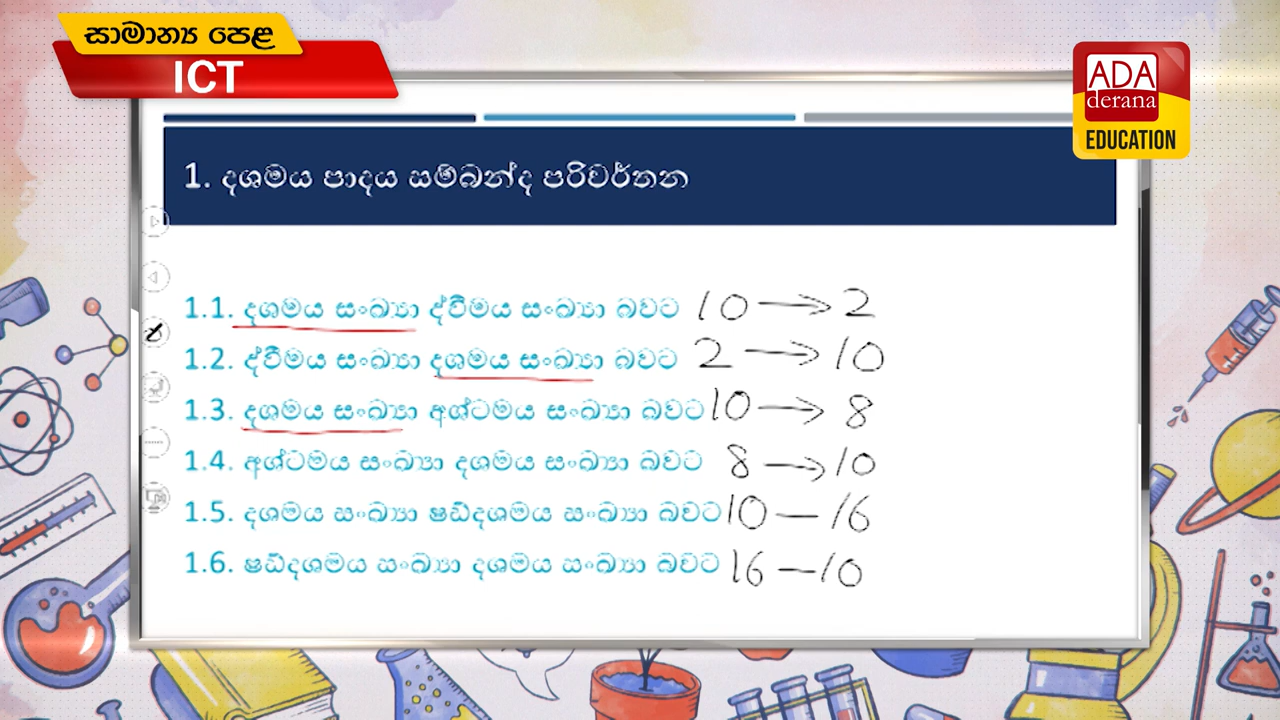 සාමාන්‍ය පෙළ
ICT
ADA
derana
EDUCATION
1. දශමය පාදය සම්බන්ද පරිවර්තන
1.1. දශමය සංඛ්‍යා ද්වීමය සංඛ්‍යා බවට 10 → 2
1.2. ද්වීමය සංඛ්‍යා දශමය සංඛ්‍යා බවට 2 → 10
1.3. දශමය සංඛ්‍යා අශ්ටමය සංඛ්‍යා බවට 10 → 8
1.4. අශ්ටමය සංඛ්‍යා දශමය සංඛ්‍යා බවට 8 → 10
1.5. දශමය සංඛ්‍යා ෂඩ්දශමය සංඛ්‍යා බවට 10 — 16
1.6. ෂඩ්දශමය සංඛ්‍යා දශමය සංඛ්‍යා බවට 16 — 10